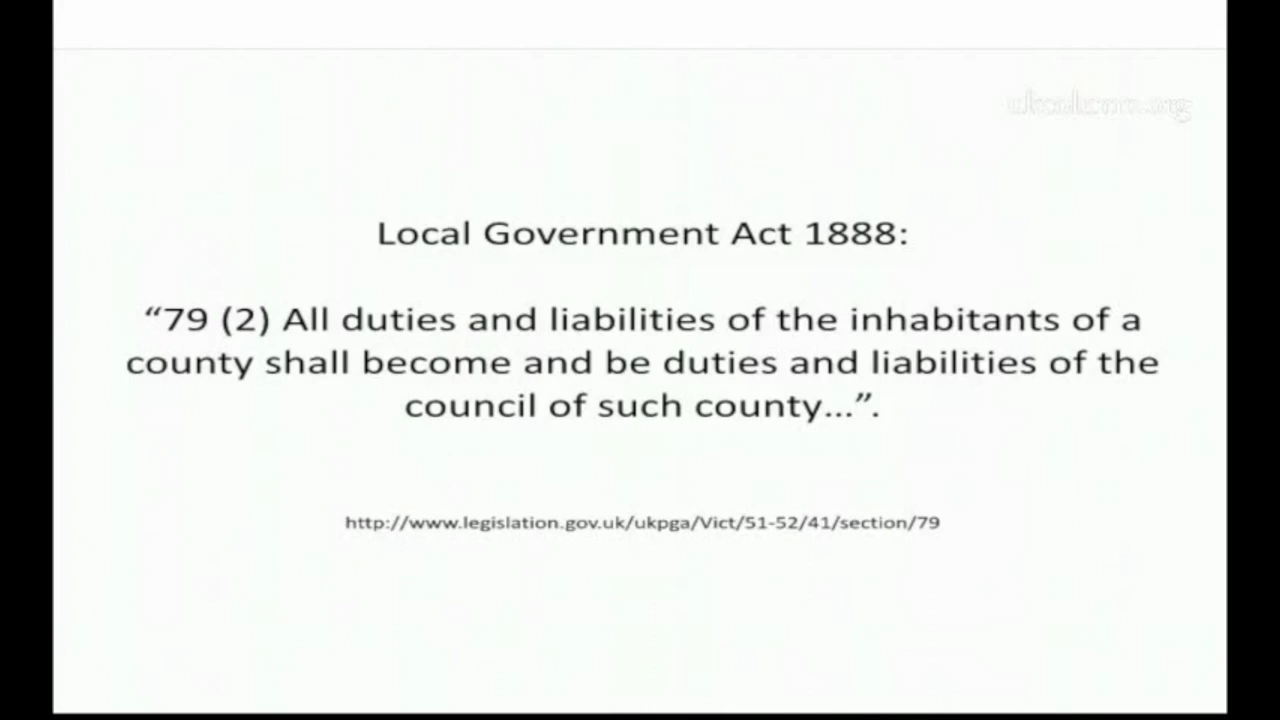 Local Government Act 1888:
“79 (2) All duties and liabilities of the inhabitants of a
county shall become and be duties and liabilities of the
council of such county...”.
http://www.legislation.gov.uk/ukpga/Vict/51-52/41/section/79